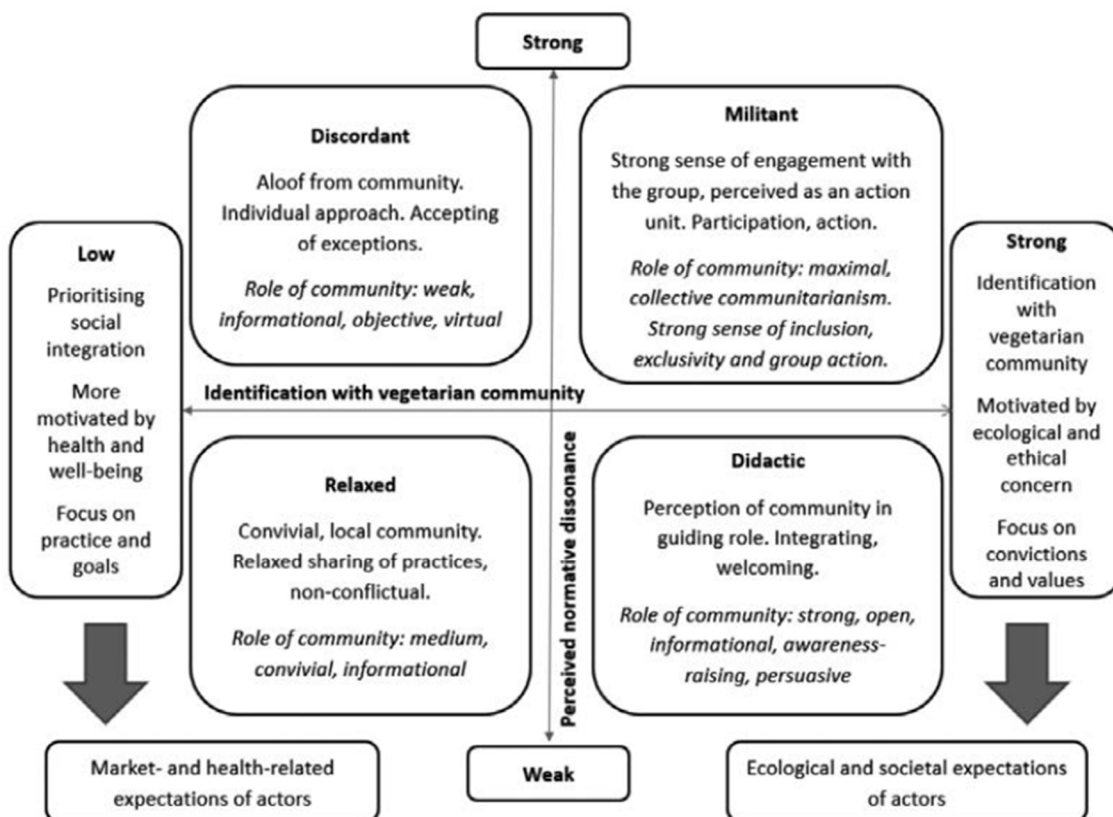 Strong
Discordant
Aloof from community.
Individual approach. Accepting
of exceptions.
Role of community: weak,
informational, objective, virtual
Militant
Strong sense of engagement with
the group, perceived as an action
unit. Participation, action.
Role of community: maximal,
collective communitarianism.
Strong sense of inclusion,
exclusivity and group action.
Low
Prioritising
social
integration
More
motivated by
health and
well-being
Focus on
practice and
goals
Identification with vegetarian community
Perceived normative dissonance
Strong
Identification
with
vegetarian
community
Motivated by
ecological and
ethical
concern
Focus on
convictions
and values
Relaxed
Convivial, local community.
Relaxed sharing of practices,
non-conflictual.
Role of community: medium,
convivial, informational
Didactic
Perception of community in
guiding role. Integrating,
welcoming.
Role of community: strong, open,
informational, awareness-
raising, persuasive
Market- and health-related
expectations of actors
Weak
Ecological and societal expectations
of actors